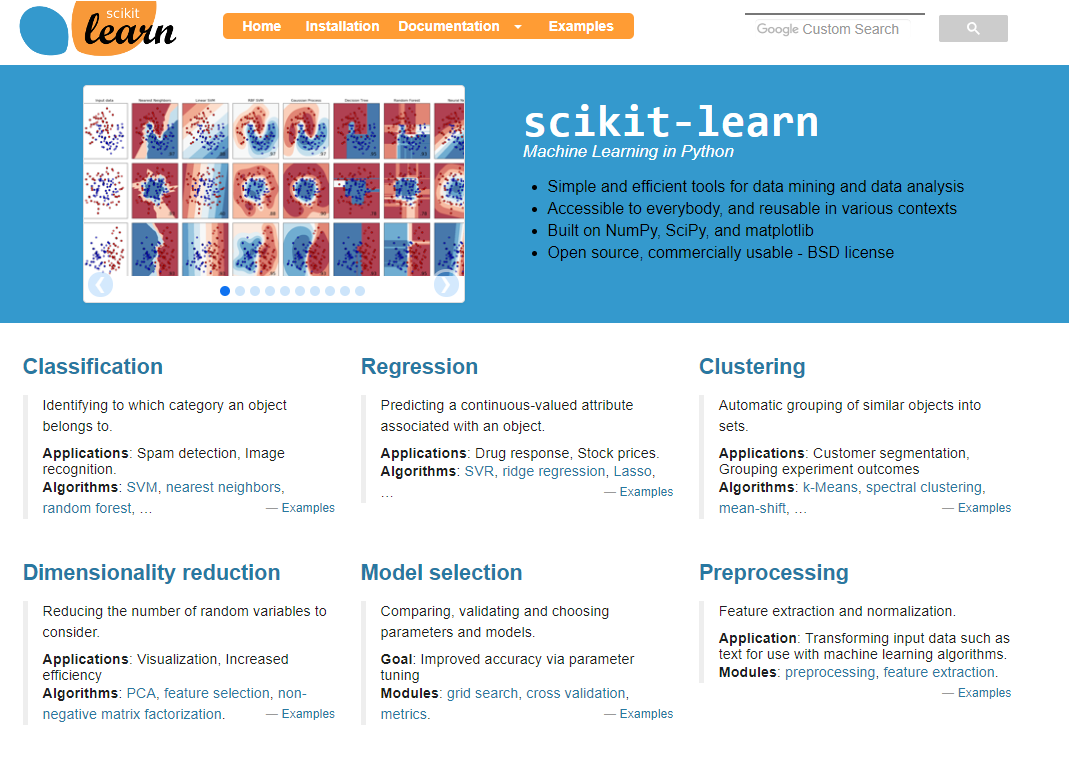 scikit
learn
Home Installation Documentation Examples
Google Custom Search
Input data Nearest Neighbors Linear SVM RBF SVM Gaussian Process Decision Tree Random Forest
scikit-learn
Machine Learning in Python
Simple and efficient tools for data mining and data analysis
Accessible to everybody, and reusable in various contexts
Built on NumPy, SciPy, and matplotlib
Open source, commercially usable - BSD license
Classification
Identifying to which category an object
belongs to.
Applications: Spam detection, Image
recognition.
Algorithms: SVM, nearest neighbors,
random forest, … — Examples
Regression
Predicting a continuous-valued attribute
associated with an object.
Applications: Drug response, Stock prices.
Algorithms: SVR, ridge regression, Lasso,
… — Examples
Clustering
Automatic grouping of similar objects into
sets.
Applications: Customer segmentation,
Grouping experiment outcomes
Algorithms: k-Means, spectral clustering,
mean-shift, … — Examples
Dimensionality reduction
Reducing the number of random variables to
consider.
Applications: Visualization, Increased
efficiency
Algorithms: PCA, feature selection, non-
negative matrix factorization. — Examples
Model selection
Comparing, validating and choosing
parameters and models.
Goal: Improved accuracy via parameter
tuning
Modules: grid search, cross validation,
metrics. — Examples
Preprocessing
Feature extraction and normalization.
Application: Transforming input data such as
text for use with machine learning algorithms.
Modules: preprocessing, feature extraction.
— Examples